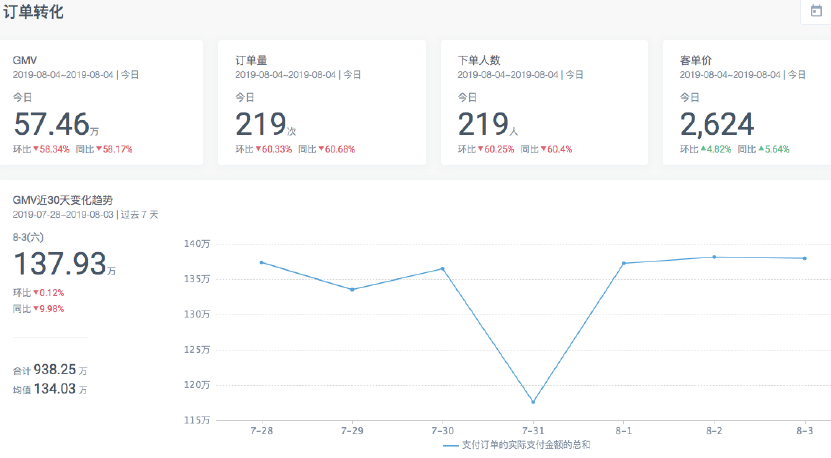 订单转化
GMV
2019-08-04~2019-08-04 | 今日
今日
57.46万
环比▼58.34% 同比▼58.17%
订单量
2019-08-04~2019-08-04 | 今日
今日
219次
环比▼60.33% 同比▼60.68%
下单人数
2019-08-04~2019-08-04 | 今日
今日
219人
环比▼60.25% 同比▼60.4%
客单价
2019-08-04~2019-08-04 | 今日
今日
2,624
环比▲4.82% 同比▲5.64%
GMV近30天变化趋势
2019-07-28~2019-08-03 | 过去 7 天
8-3(六)
137.93万
环比▼0.12%
同比▼9.98%
合计 938.25 万
均值 134.03 万
140万
135万
130万
125万
120万
115万
7-28 7-29 7-30 7-31 8-1 8-2 8-3
支付订单的实际支付金额的总和